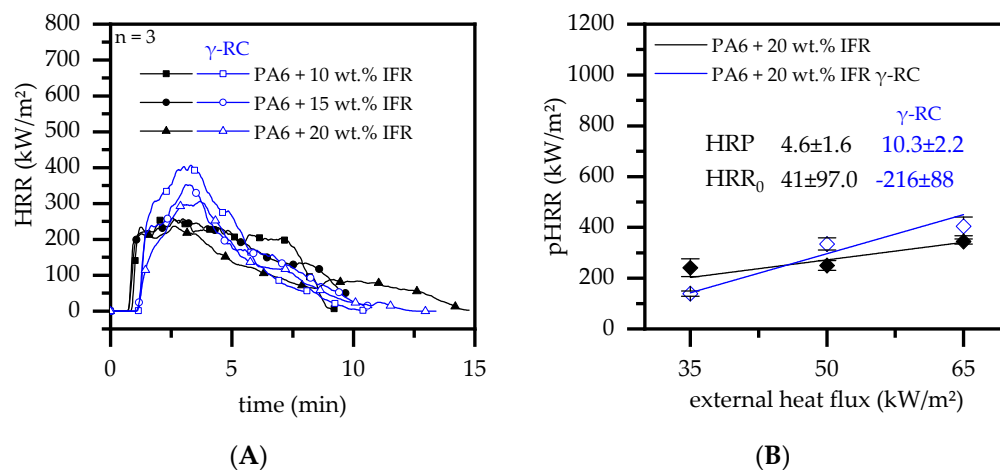 n = 3
γ-RC
PA6 + 10 wt.% IFR
PA6 + 15 wt.% IFR
PA6 + 20 wt.% IFR
HRR (kW/m²)
800
700
600
500
400
300
200
100
0
0 5 10 15
time (min)
(A)
PA6 + 20 wt.% IFR
PA6 + 20 wt.% IFR γ-RC
γ-RC
HRP 4.6±1.6 10.3±2.2
HRR₀ 41±97.0 -216±88
pHRR (kW/m²)
1200
1000
800
600
400
200
0
35 50 65
external heat flux (kW/m²)
(B)